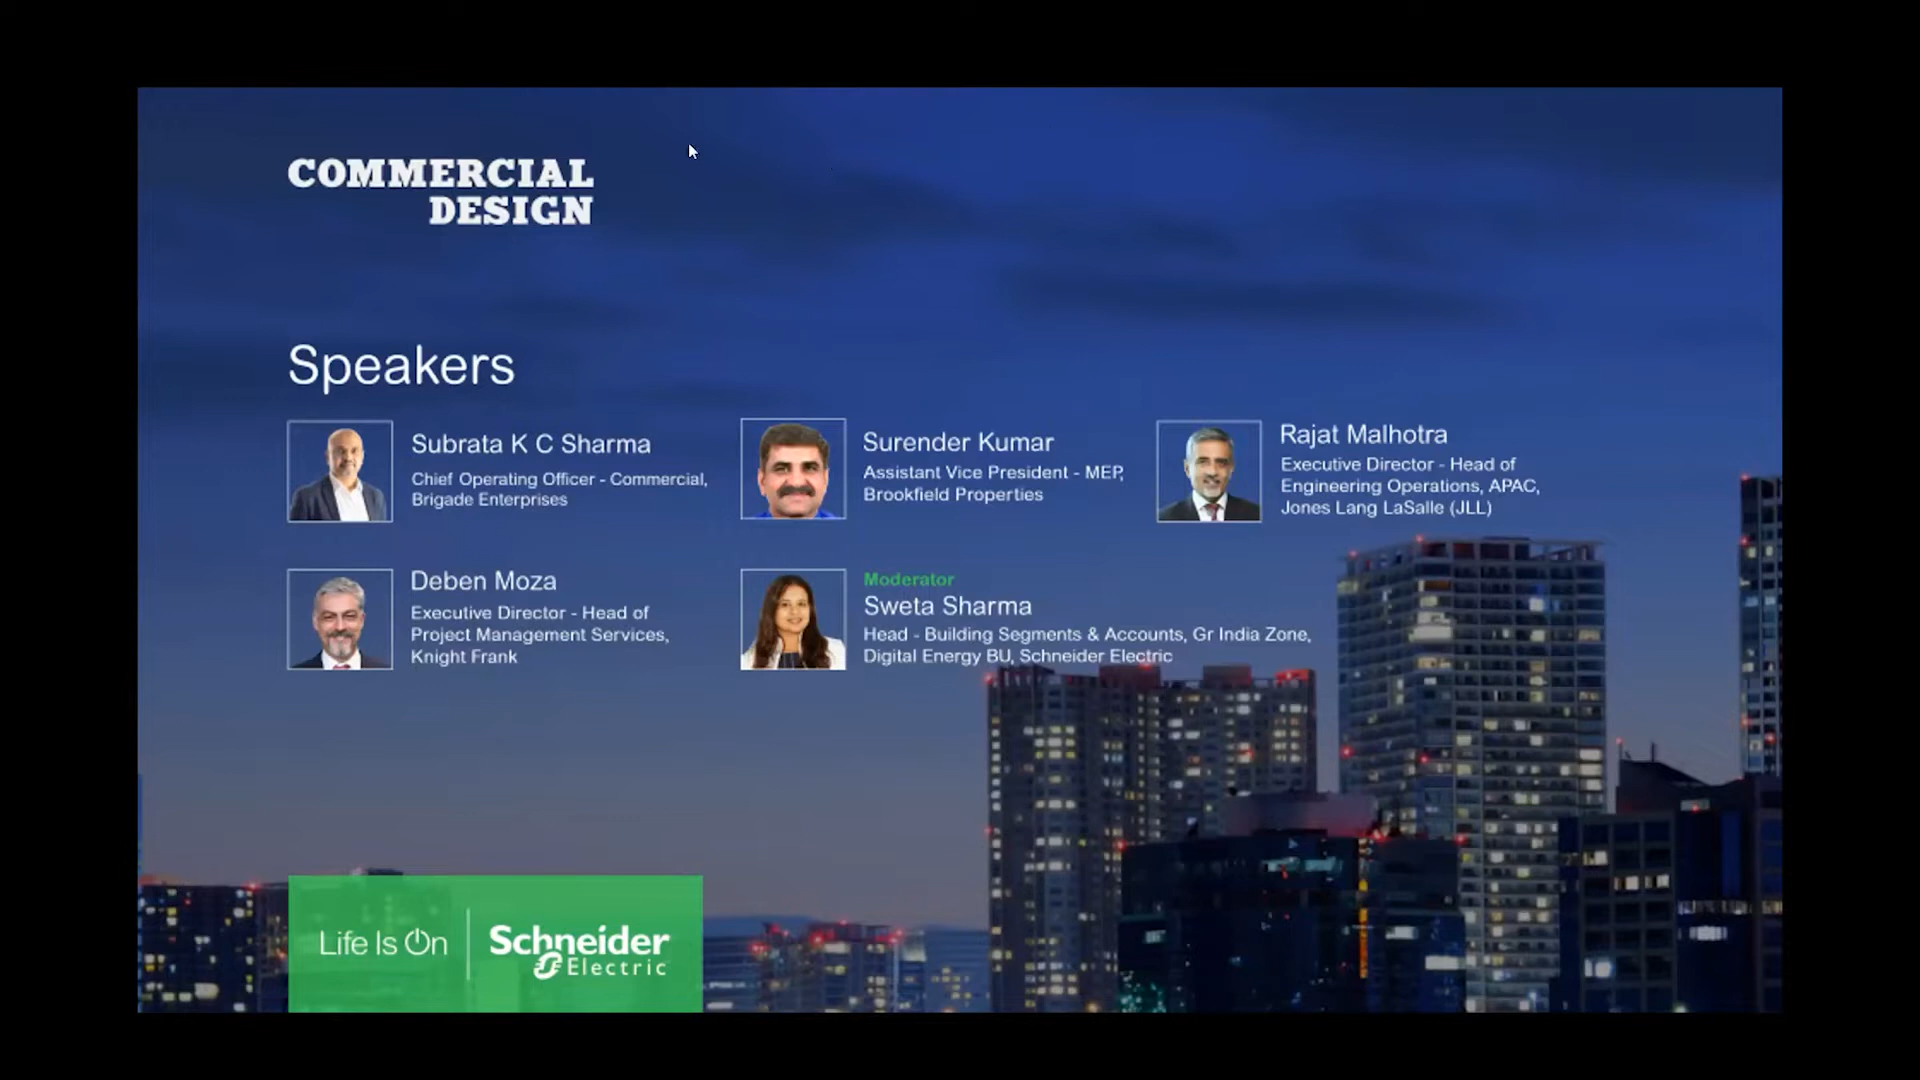 COMMERCIAL
DESIGN
Speakers
Subrata K C Sharma
Chief Operating Officer - Commercial,
Brigade Enterprises
Surender Kumar
Assistant Vice President - MEP,
Brookfield Properties
Rajat Malhotra
Executive Director - Head of
Engineering Operations, APAC,
Jones Lang LaSalle (JLL)
Deben Moza
Executive Director - Head of
Project Management Services,
Knight Frank
Moderator
Sweta Sharma
Head - Building Segments & Accounts, Gr India Zone,
Digital Energy BU, Schneider Electric
Life Is On
Schneider
Electric